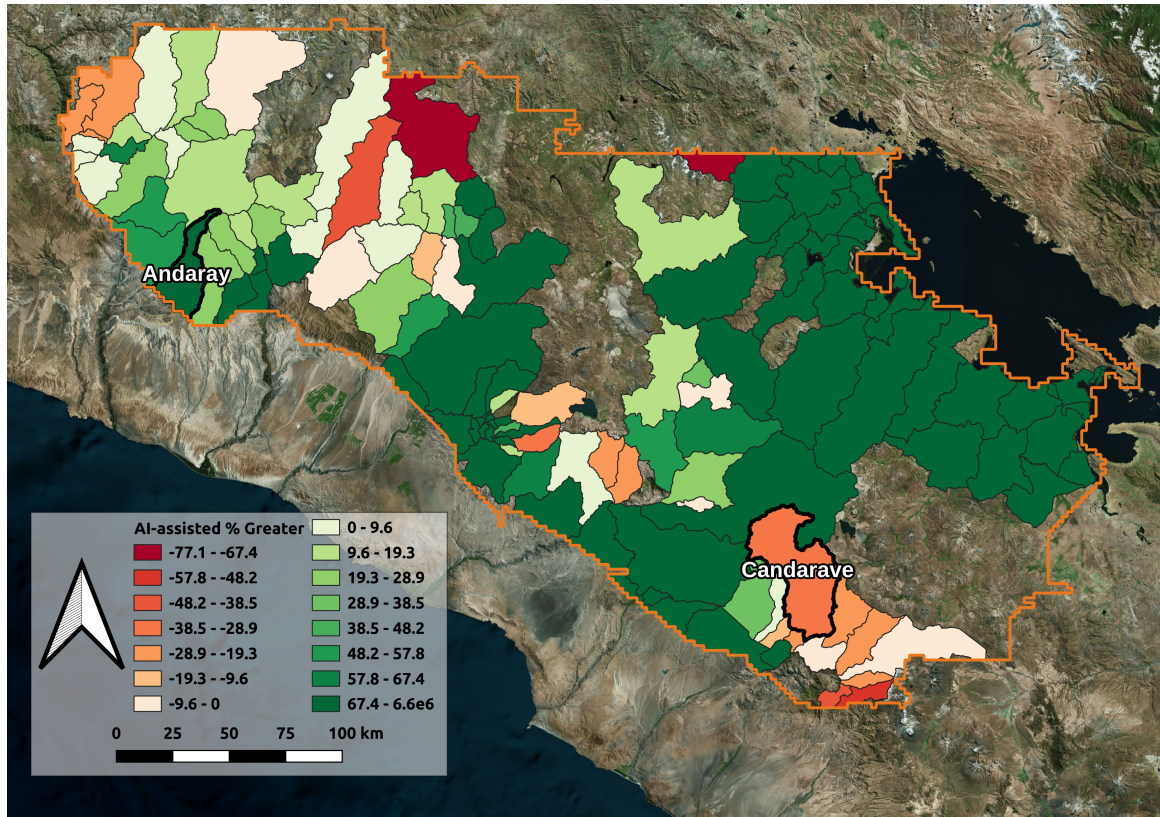 Andaray
Candarave
AI-assisted % Greater
-77.1 - -67.4
-57.8 - -48.2
-48.2 - -38.5
-38.5 - -28.9
-28.9 - -19.3
-19.3 - -9.6
-9.6 - 0
0 - 9.6
9.6 - 19.3
19.3 - 28.9
28.9 - 38.5
38.5 - 48.2
48.2 - 57.8
57.8 - 67.4
67.4 - 6.6e6
0 25 50 75 100 km